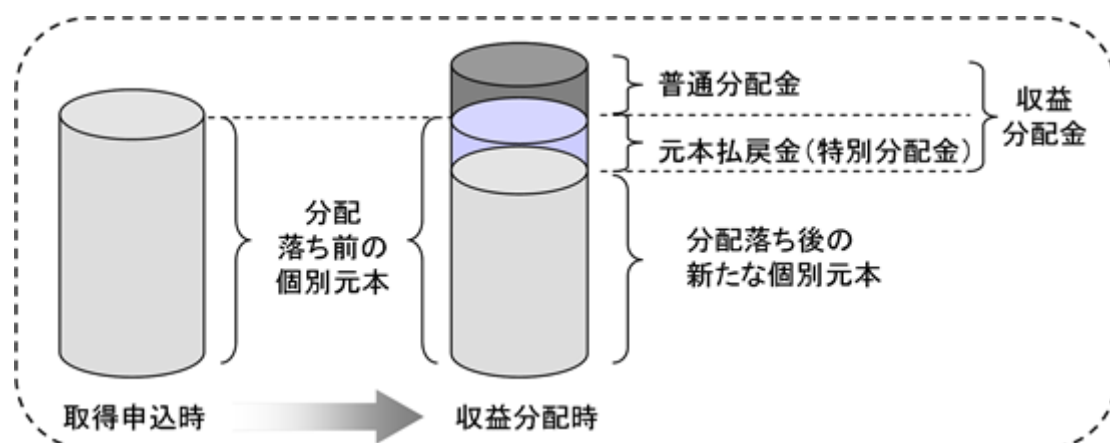 普通分配金
元本払戻金(特別分配金)
収益
分配金
分配
落ち前の
個別元本
分配落ち後の
新たな個別元本
取得申込時
収益分配時